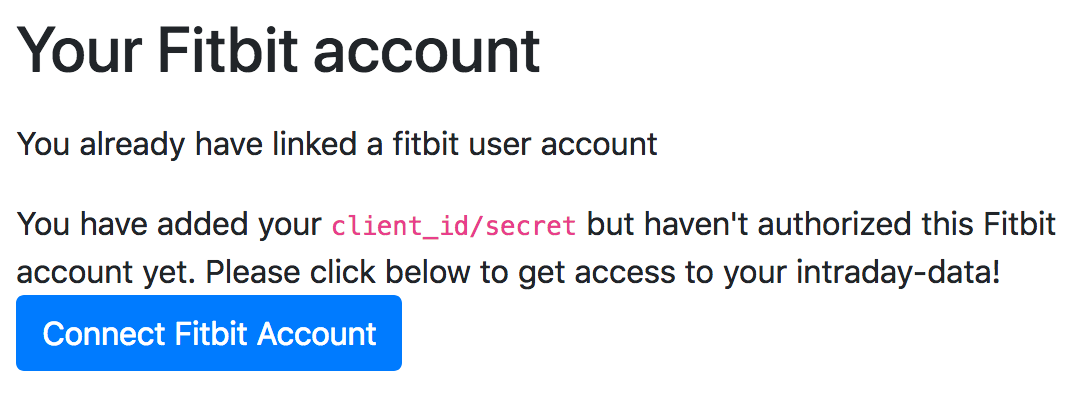 Your Fitbit account
You already have linked a fitbit user account
You have added your client_id/secret but haven't authorized this Fitbit
account yet. Please click below to get access to your intraday-data!
Connect Fitbit Account